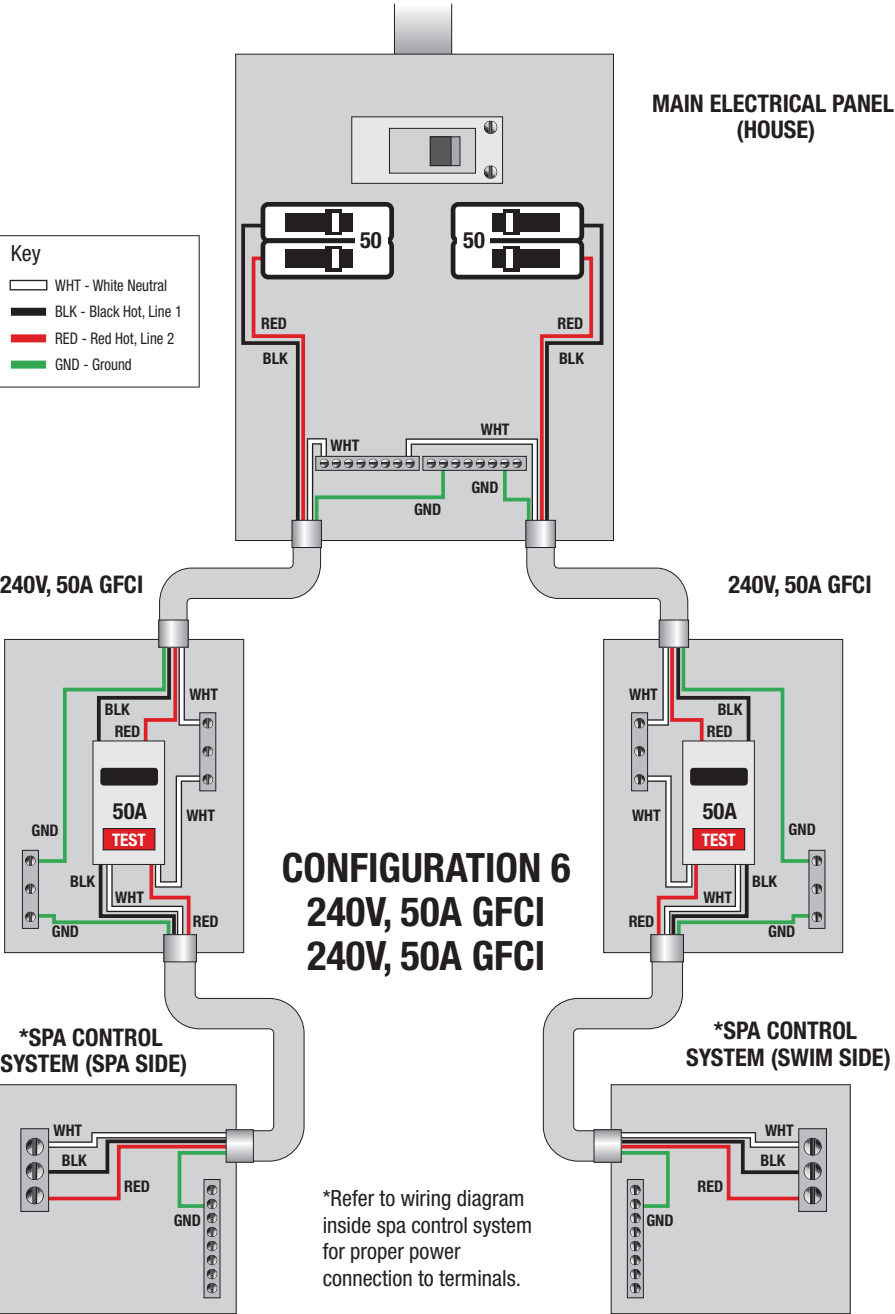 MAIN ELECTRICAL PANEL
(HOUSE)
50
50
Key
WHT - White Neutral
BLK - Black Hot, Line 1
RED - Red Hot, Line 2
GND - Ground
RED
RED
BLK
BLK
WHT
WHT
GND
GND
240V, 50A GFCI
240V, 50A GFCI
WHT
BLK
RED
50A
TEST
WHT
GND
BLK
WHT
RED
GND
WHT
BLK
RED
50A
TEST
WHT
GND
BLK
WHT
RED
GND
CONFIGURATION 6
240V, 50A GFCI
240V, 50A GFCI
*SPA CONTROL
SYSTEM (SPA SIDE)
*SPA CONTROL
SYSTEM (SWIM SIDE)
WHT
BLK
RED
GND
WHT
BLK
RED
GND
*Refer to wiring diagram
inside spa control system
for proper power
connection to terminals.